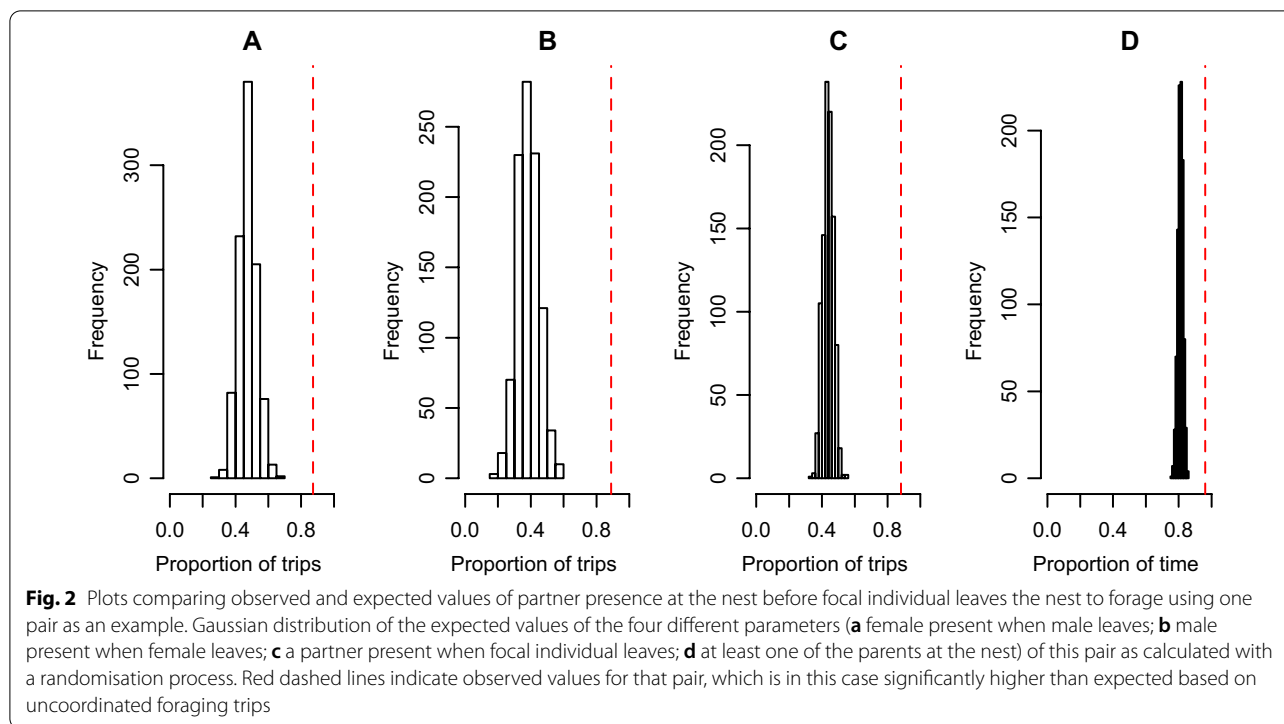 A B C D
Frequency
0 100 200 300
0.0 0.4 0.8
Proportion of trips
Frequency
0 50 100 150 200 250
0.0 0.4 0.8
Proportion of trips
Frequency
0 50 100 150 200
0.0 0.4 0.8
Proportion of trips
Frequency
0 50 100 150 200
0.0 0.4 0.8
Proportion of time
Fig. 2 Plots comparing observed and expected values of partner presence at the nest before focal individual leaves the nest to forage using one
pair as an example. Gaussian distribution of the expected values of the four different parameters (a female present when male leaves; b male
present when female leaves; c a partner present when focal individual leaves; d at least one of the parents at the nest) of this pair as calculated with
a randomisation process. Red dashed lines indicate observed values for that pair, which is in this case significantly higher than expected based on
uncoordinated foraging trips